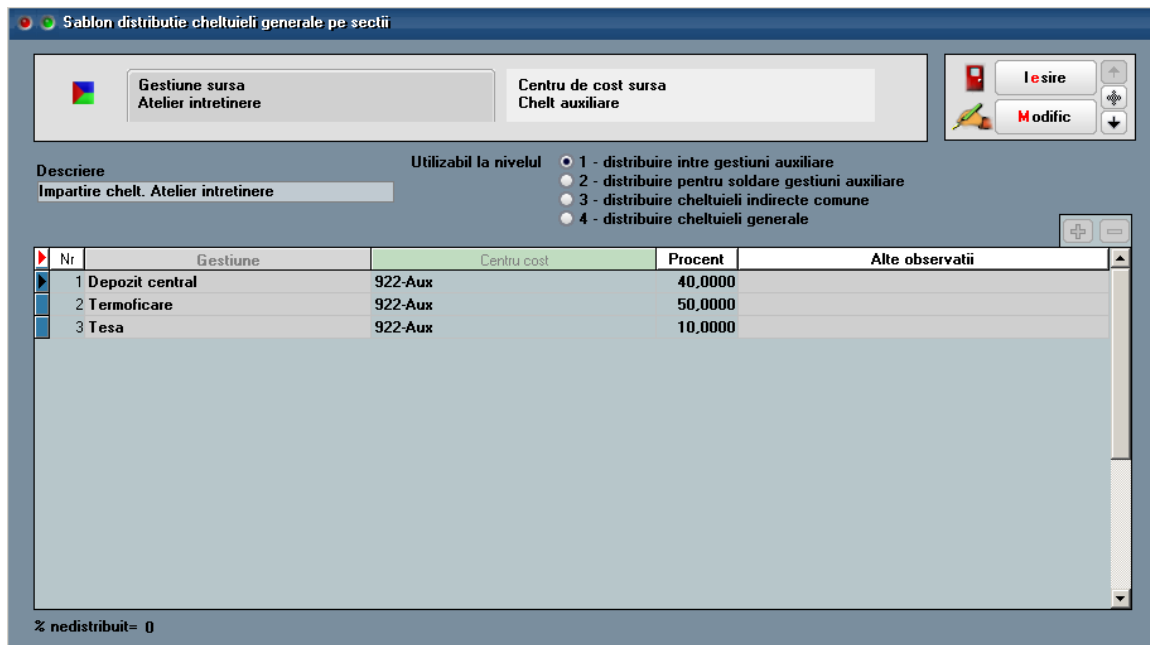 Sablon distributie cheltuieli generale pe sectii
Gestiune sursa
Atelier intretinere
Centru de cost sursa
Chelt auxiliare
Iesire
Modific
Descriere
Impartire chelt. Atelier intretinere
Utilizabil la nivelul
1 - distribuire intre gestiuni auxiliare
2 - distribuire pentru soldare gestiuni auxiliare
3 - distribuire cheltuieli indirecte comune
4 - distribuire cheltuieli generale
Nr Gestiune Centru cost Procent Alte observatii
1 Depozit central 922-Aux 40,0000
2 Termoficare 922-Aux 50,0000
3 Tesa 922-Aux 10,0000
% nedistribuit= 0